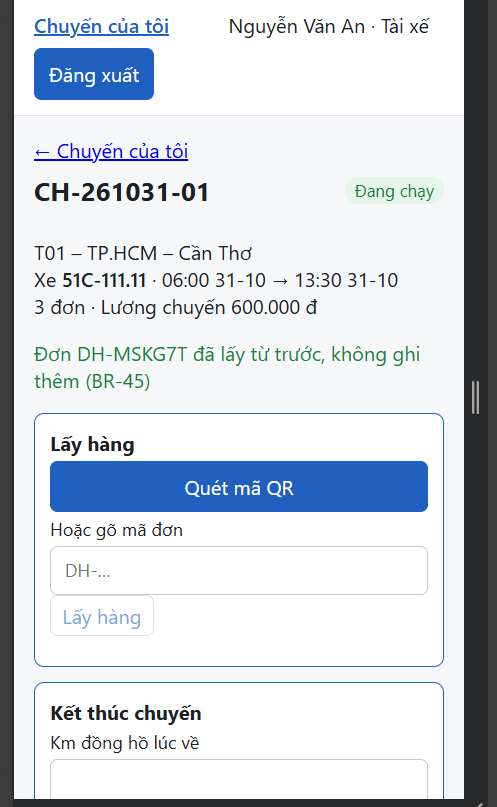 Chuyến của tôi Nguyễn Văn An · Tài xế
Đăng xuất
← Chuyến của tôi
CH-261031-01 Đang chạy
T01 – TP.HCM – Cần Thơ
Xe 51C-111.11 · 06:00 31-10 → 13:30 31-10
3 đơn · Lương chuyến 600.000 đ
Đơn DH-MSKG7T đã lấy từ trước, không ghi
thêm (BR-45)
Lấy hàng
Quét mã QR
Hoặc gõ mã đơn
DH-...
Lấy hàng
Kết thúc chuyến
Km đồng hồ lúc về